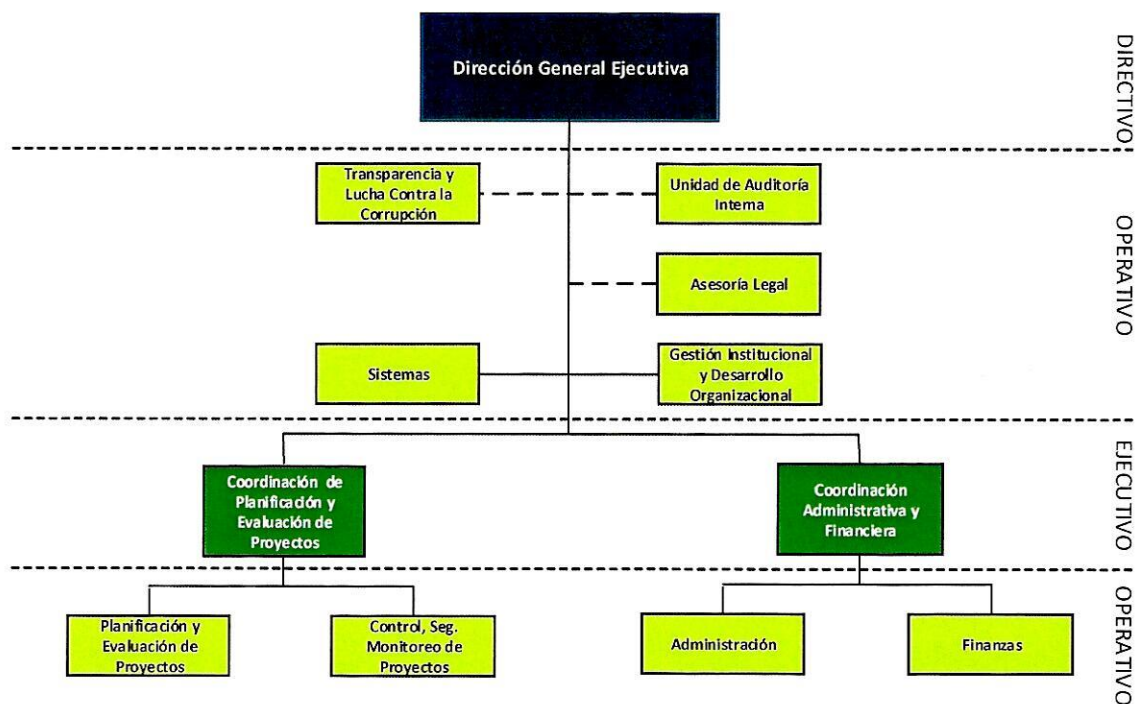 Dirección General Ejecutiva
DIRECTIVO
Transparencia y
Lucha Contra la
Corrupción
Unidad de Auditoría
Interna
Asesoría Legal
OPERATIVO
Sistemas
Gestión Institucional
y Desarrollo
Organizacional
Coordinación de
Planificación y
Evaluación de
Proyectos
Coordinación
Administrativa y
Financiera
EJECUTIVO
Planificación y
Evaluación de
Proyectos
Control, Seg.
Monitoreo de
Proyectos
Administración
Finanzas
OPERATIVO